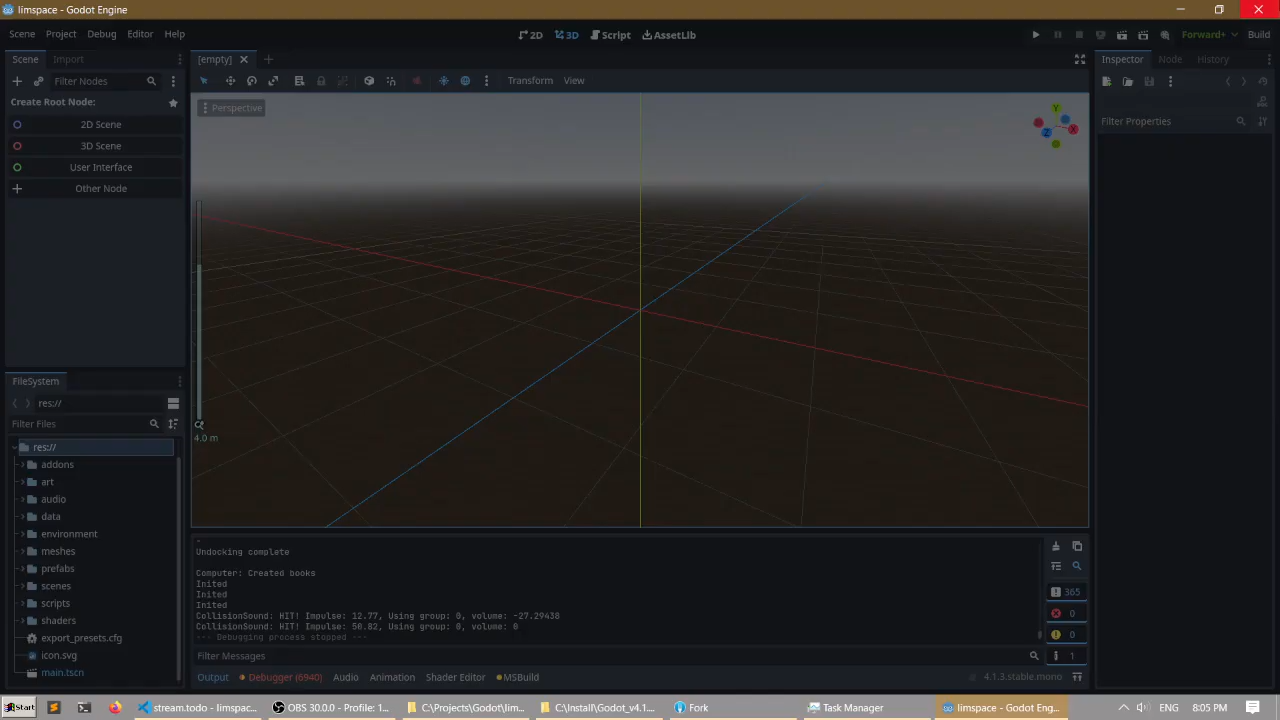 limspace - Godot Engine
Scene Project Debug Editor Help
2D 3D Script AssetLib
Forward+ Build
Scene Import
[empty]
Inspector Node History
Filter Nodes
Transform View
Create Root Node:
Perspective
Filter Properties
2D Scene
3D Scene
User Interface
Other Node
Y
X
Z
4.0 m
FileSystem
res://
Filter Files
res://
addons
art
audio
data
environment
meshes
prefabs
scenes
scripts
shaders
export_presets.cfg
icon.svg
main.tscn
Undocking complete
Computer: Created books
Inited
Inited
Inited
CollisionSound: HIT! Impulse: 12.77, Using group: 0, volume: -27.29438
CollisionSound: HIT! Impulse: 50.82, Using group: 0, volume: 0
--- Debugging process stopped ---
365
0
0
1
Filter Messages
Output Debugger (6940) Audio Animation Shader Editor MSBuild
4.1.3.stable.mono
Start
stream.todo - limspac...
OBS 30.0.0 - Profile: 1...
C:\Projects\Godot\lim...
C:\Install\Godot_v4.1...
Fork
Task Manager
limspace - Godot Eng...
ENG
8:05 PM